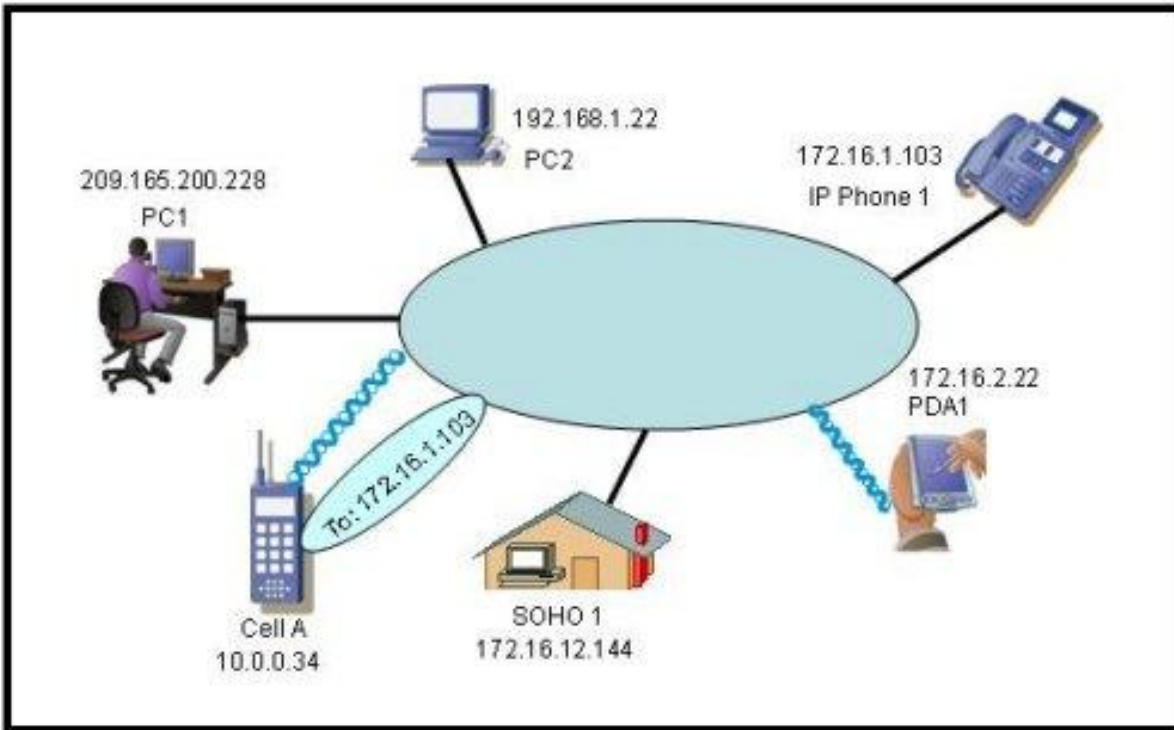 192.168.1.22
PC2
172.16.1.103
IP Phone 1
209.165.200.228
PC1
172.16.2.22
PDA1
To: 172.16.1.103
Cell A
10.0.0.34
SOHO 1
172.16.12.144